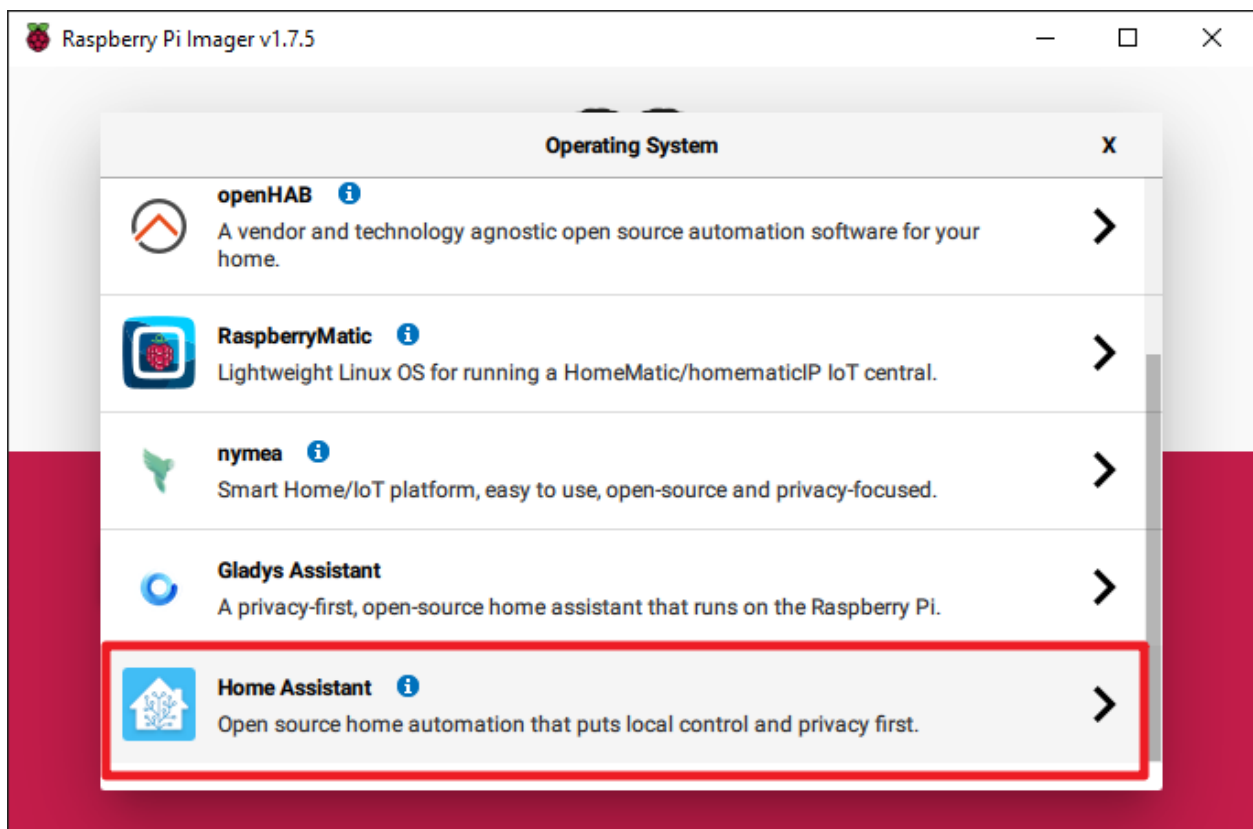 Raspberry Pi Imager v1.7.5
Operating System
X
openHAB
A vendor and technology agnostic open source automation software for your
home.
RaspberryMatic
Lightweight Linux OS for running a HomeMatic/homematicIP IoT central.
nymea
Smart Home/IoT platform, easy to use, open-source and privacy-focused.
Gladys Assistant
A privacy-first, open-source home assistant that runs on the Raspberry Pi.
Home Assistant
Open source home automation that puts local control and privacy first.